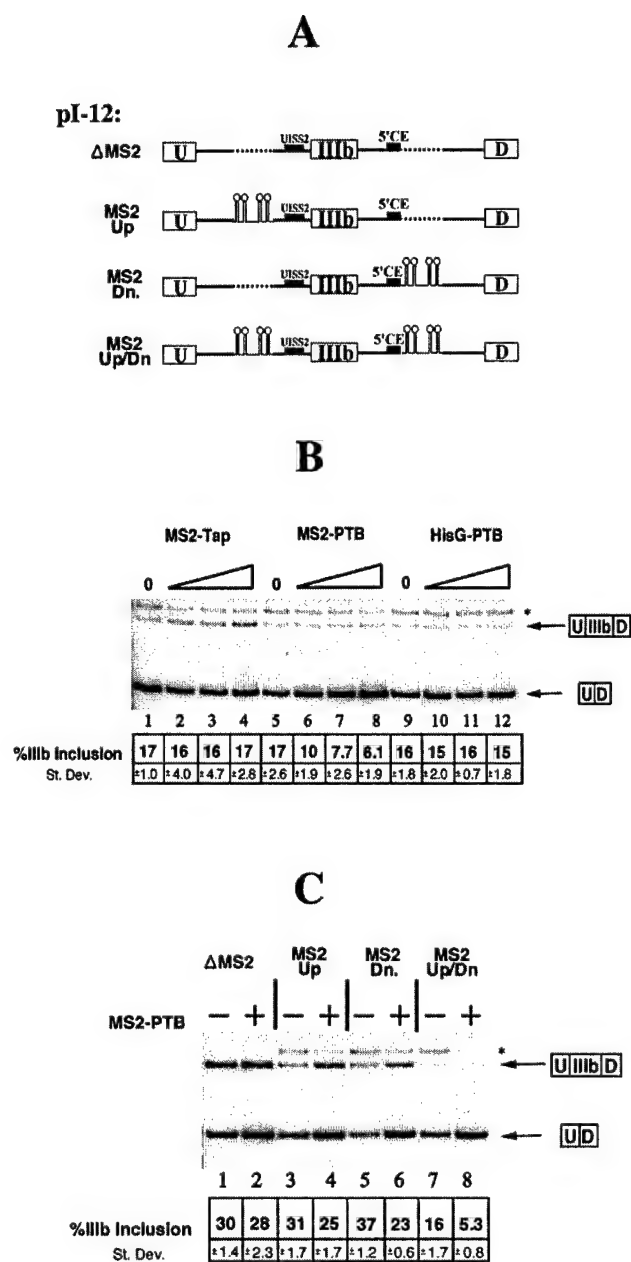 A
pI-12:
ΔMS2 U UISS2 IIIb 5'CE D
MS2 Up U UISS2 IIIb 5'CE D
MS2 Dn. U UISS2 IIIb 5'CE D
MS2 Up/Dn U UISS2 IIIb 5'CE D
B
MS2-Tap MS2-PTB HisG-PTB
0 0 0
*
U IIIb D
U D
1 2 3 4 5 6 7 8 9 10 11 12
%IIIb Inclusion 17 16 16 17 17 10 7.7 6.1 16 15 16 15
St. Dev. ±1.0 ±4.0 ±4.7 ±2.8 ±2.6 ±1.9 ±2.6 ±1.9 ±1.8 ±2.0 ±0.7 ±1.8
C
ΔMS2 MS2 Up MS2 Dn. MS2 Up/Dn
MS2-PTB − + − + − + − +
*
U IIIb D
U D
1 2 3 4 5 6 7 8
%IIIb Inclusion 30 28 31 25 37 23 16 5.3
St. Dev. ±1.4 ±2.3 ±1.7 ±1.7 ±1.2 ±0.6 ±1.7 ±0.8